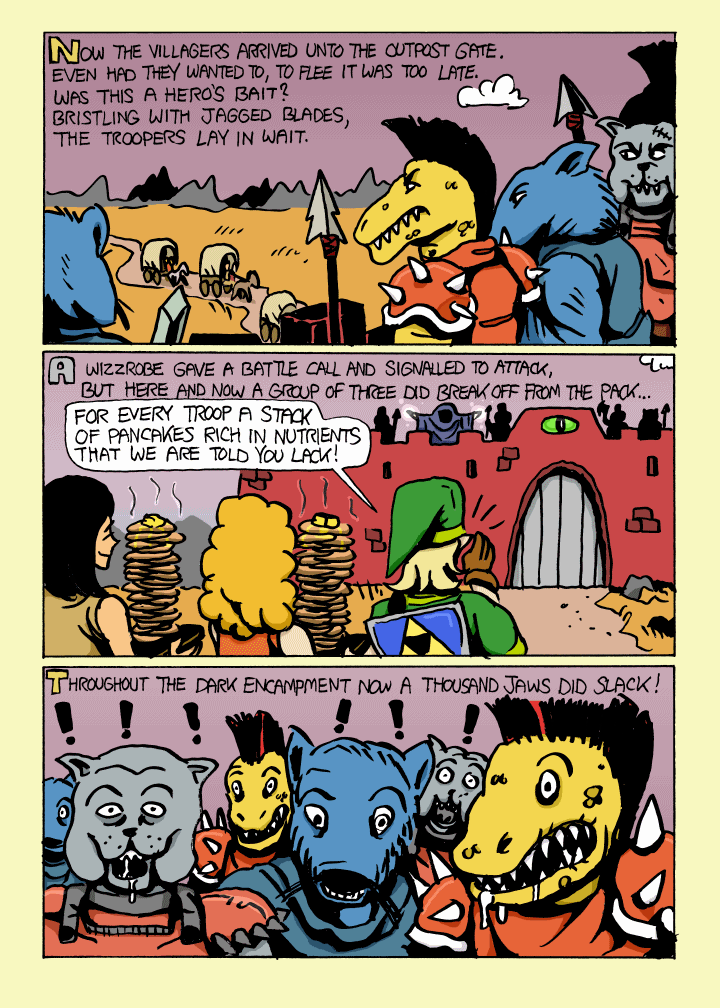 NOW THE VILLAGERS ARRIVED UNTO THE OUTPOST GATE.
EVEN HAD THEY WANTED TO, TO FLEE IT WAS TOO LATE.
WAS THIS A HERO'S BAIT?
BRISTLING WITH JAGGED BLADES,
THE TROOPERS LAY IN WAIT.
A WIZZROBE GAVE A BATTLE CALL AND SIGNALLED TO ATTACK,
BUT HERE AND NOW A GROUP OF THREE DID BREAK OFF FROM THE PACK...
FOR EVERY TROOP A STACK
OF PANCAKES RICH IN NUTRIENTS
THAT WE ARE TOLD YOU LACK!
THROUGHOUT THE DARK ENCAMPMENT NOW A THOUSAND JAWS DID SLACK!
! ! ! ! ! !